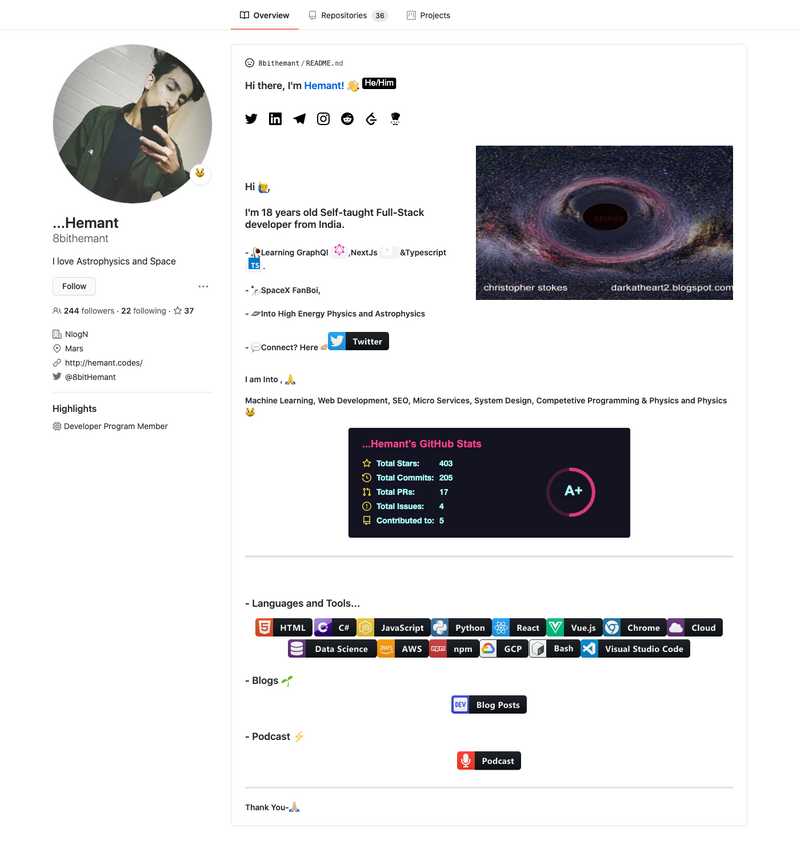 Overview Repositories 36 Projects
8bithemant/README.md
Hi there, I'm Hemant! He/Him
Hi ,
I'm 18 years old Self-taught Full-Stack
developer from India.
- Learning GraphQl ,NextJs &Typescript
TS .
- SpaceX FanBoi,
- Into High Energy Physics and Astrophysics
- Connect? Here Twitter
christopher stokes darkatheart2.blogspot.com
I am Into ,
Machine Learning, Web Development, SEO, Micro Services, System Design, Competetive Programming & Physics and Physics
...Hemant's GitHub Stats
Total Stars: 403
Total Commits: 205
Total PRs: 17
Total Issues: 4
Contributed to: 5
A+
- Languages and Tools...
HTML C# JavaScript Python React Vue.js Chrome Cloud
Data Science AWS npm GCP Bash Visual Studio Code
- Blogs
DEV Blog Posts
- Podcast
Podcast
Thank You-
...Hemant
8bithemant
I love Astrophysics and Space
Follow
244 followers · 22 following · 37
NlogN
Mars
http://hemant.codes/
@8bitHemant
Highlights
Developer Program Member